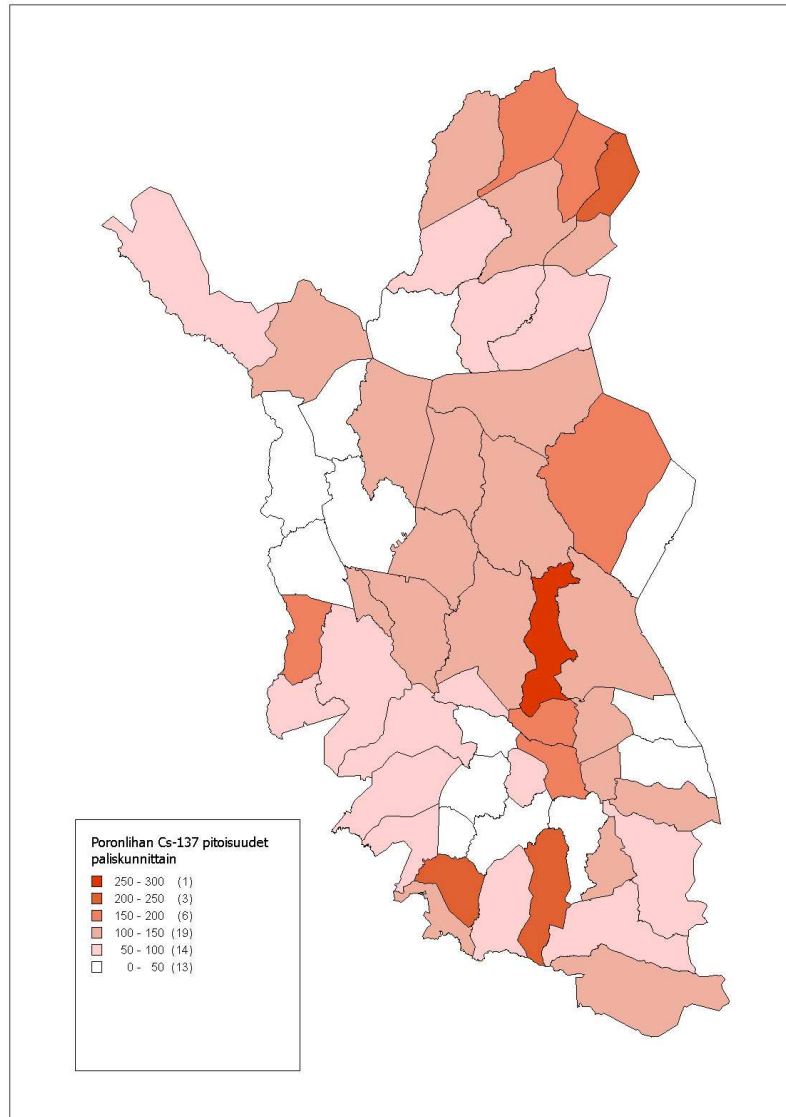 Poronlihan Cs-137 pitoisuudet
paliskunnittain
250 - 300 (1)
200 - 250 (3)
150 - 200 (6)
100 - 150 (19)
50 - 100 (14)
0 - 50 (13)